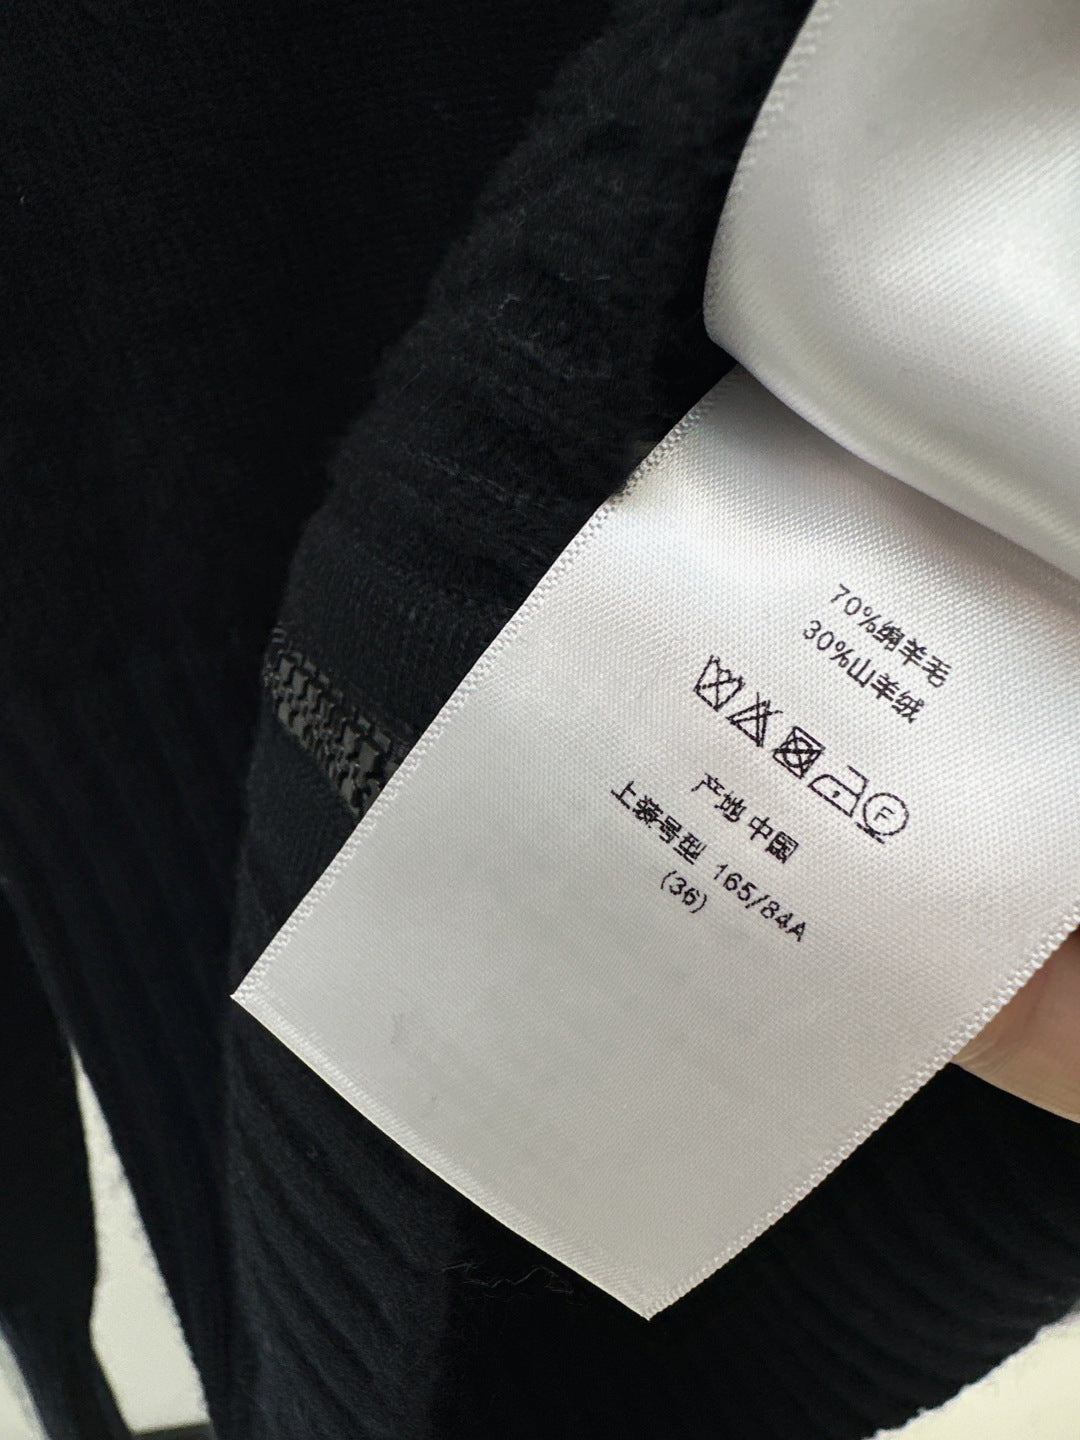 70%绵羊毛
30%山羊绒
F
产地 中国
上装号型 165/84A
(36)